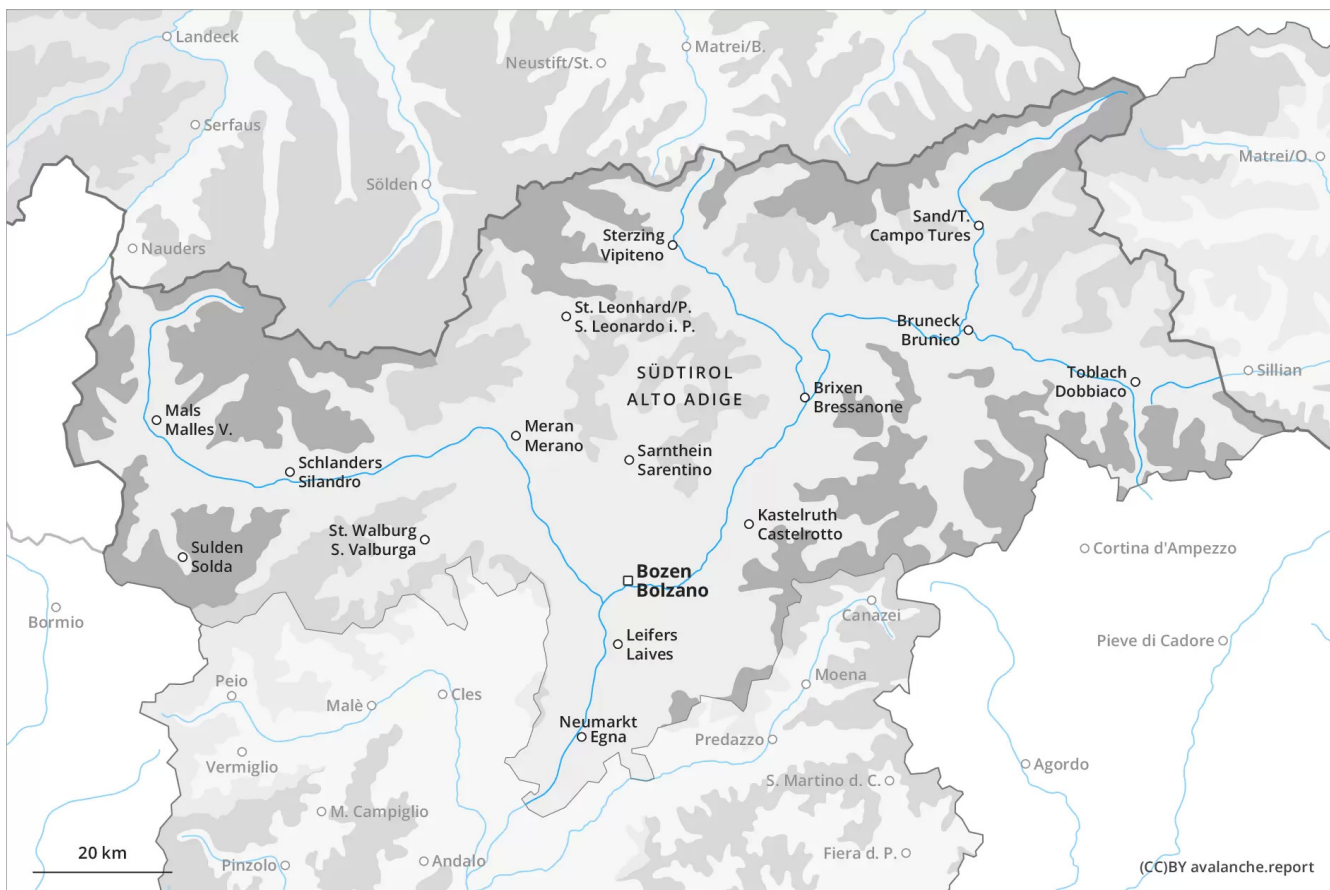 Landeck
Matrei/B.
Neustift/St.
Serfaus
Matrei/O.
Sölden
Sand/T.
Campo Tures
Nauders
Sterzing
Vipiteno
St. Leonhard/P.
S. Leonardo i. P.
Bruneck
Brunico
SÜDTIROL
ALTO ADIGE
Toblach
Dobbiaco
Sillian
Brixen
Bressanone
Mals
Malles V.
Meran
Merano
Sarnthein
Sarentino
Schlanders
Silandro
Kastelruth
Castelrotto
St. Walburg
S. Valburga
Sulden
Solda
Cortina d'Ampezzo
Bozen
Bolzano
Bormio
Canazei
Leifers
Laives
Pieve di Cadore
Peio
Moena
Malè
Cles
Neumarkt
Egna
Predazzo
Vermiglio
Agordo
S. Martino d. C.
M. Campiglio
20 km
Pinzolo
Andalo
Fiera d. P.
(CC)BY avalanche.report